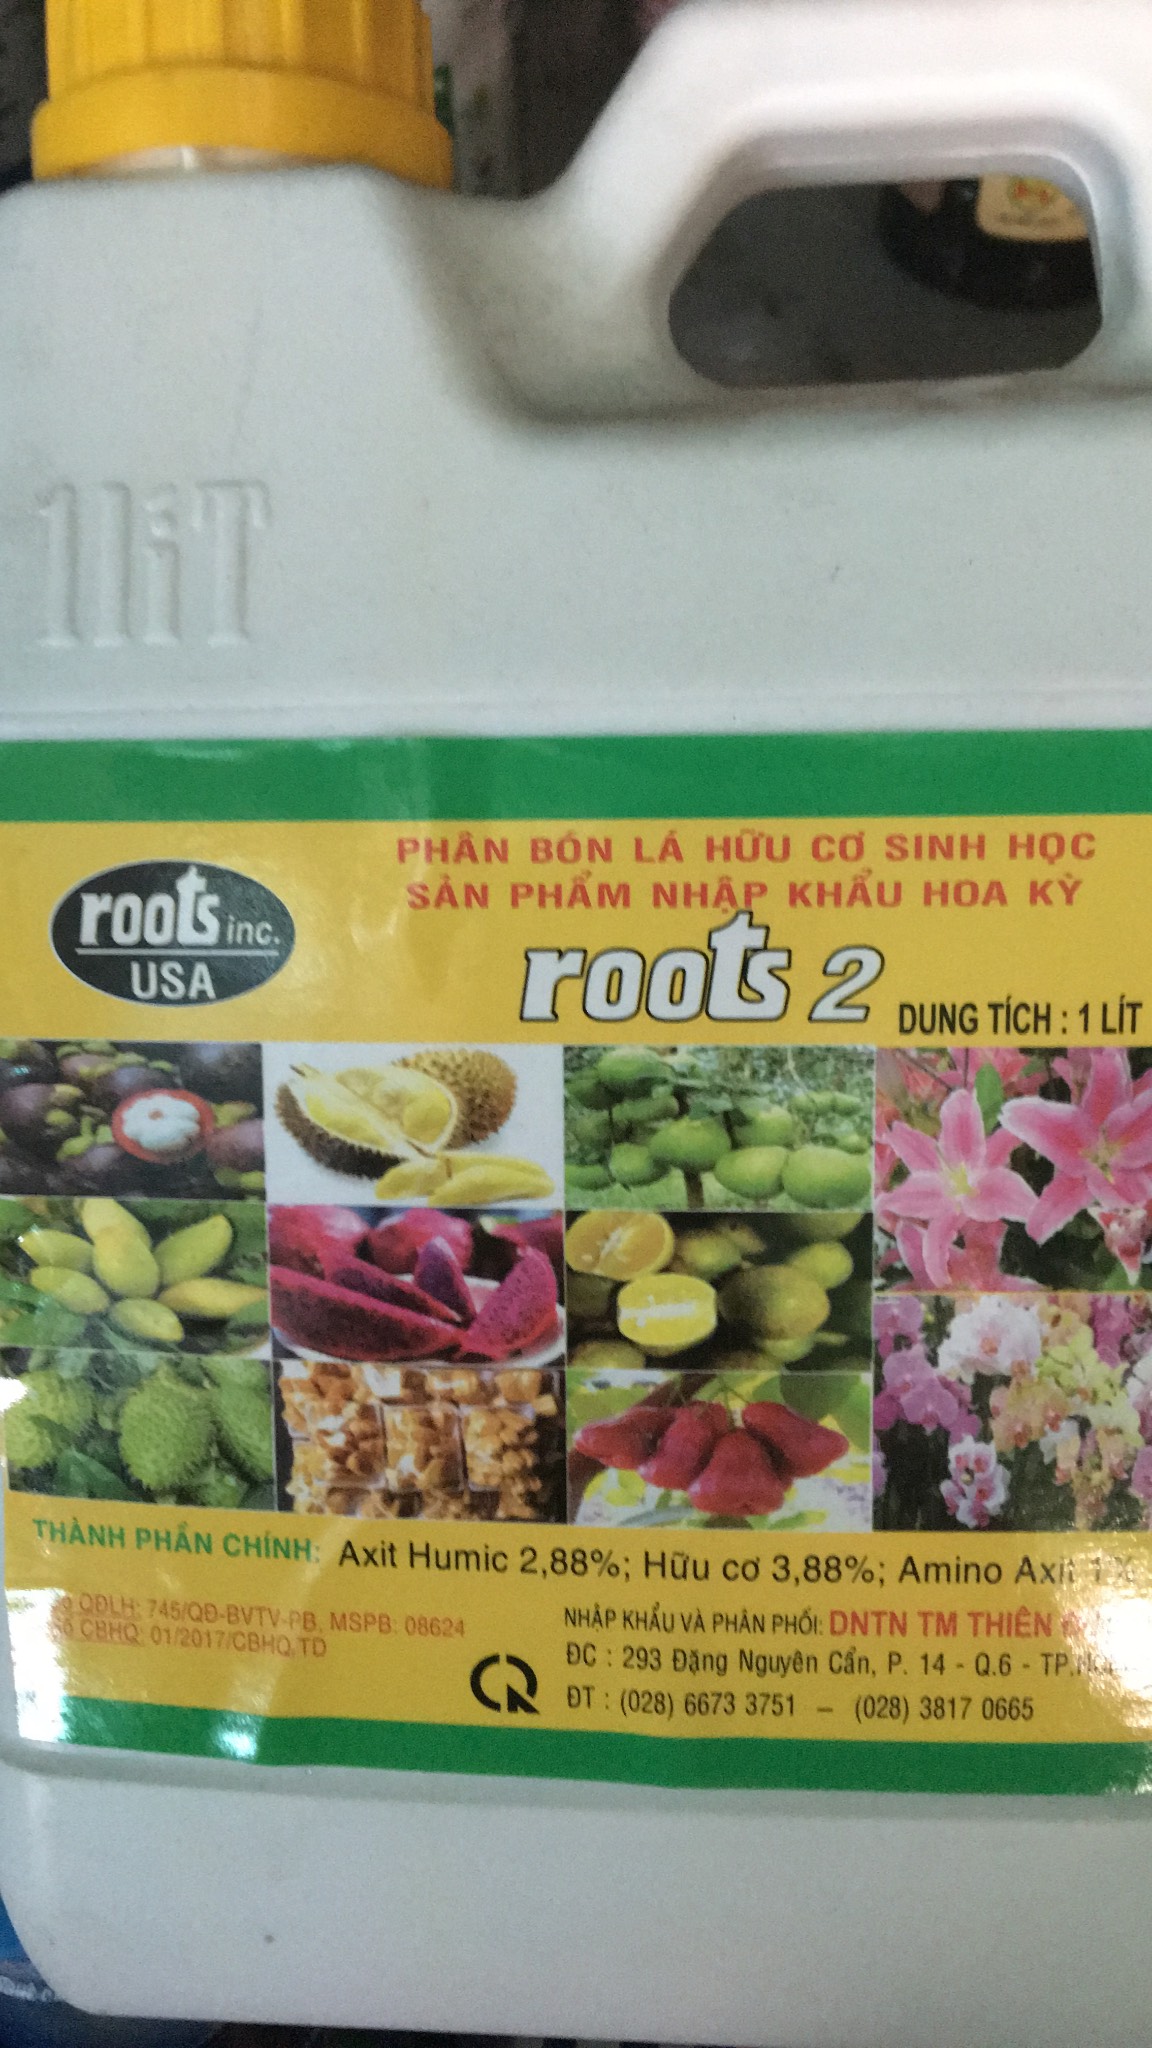 1liT
PHÂN BÓN LÁ HỮU CƠ SINH HỌC
SẢN PHẨM NHẬP KHẨU HOA KỲ
roots inc.
USA
roots 2
DUNG TÍCH : 1 LÍT
THÀNH PHẦN CHÍNH: Axit Humic 2,88%; Hữu cơ 3,88%; Amino Axit 1%
QĐLH: 745/QĐ-BVTV-PB, MSPB: 08624
CBHQ: 01/2017/CBHQ.TD
NHẬP KHẨU VÀ PHÂN PHỐI: DNTN TM THIÊN
ĐC : 293 Đặng Nguyên Cẩn, P. 14 - Q.6 - TP.
ĐT : (028) 6673 3751 – (028) 3817 0665